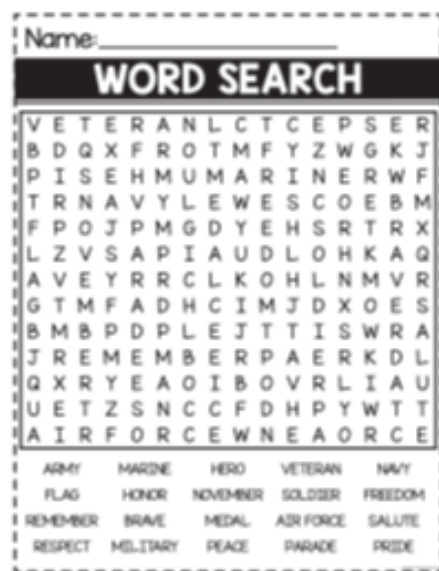 Name:
WORD SEARCH
V E T E R A N L C T C E P S E R
B D Q X F R O T M F Y Z W G K J
P I S E H M U M A R I N E R W F
T R N A V Y L E W E S C O E B M
F P O J P M G D Y E H S R T R X
L Z V S A P I A U D L O H K A Q
A V E Y R R C L K O H L N M V R
G T M F A D H C I M J D X O E S
B M B P D P L E J T T I S W R A
J R E M E M B E R P A E R K D L
Q X R Y E A O I B O V R L I A U
U E T Z S N C C F D H P Y W T T
A I R F O R C E W N E A O R C E
ARMY MARINE HERO VETERAN NAVY
FLAG HONOR NOVEMBER SOLDIER FREEDOM
REMEMBER BRAVE MEDAL AIR FORCE SALUTE
RESPECT MILITARY PEACE PARADE PRIDE